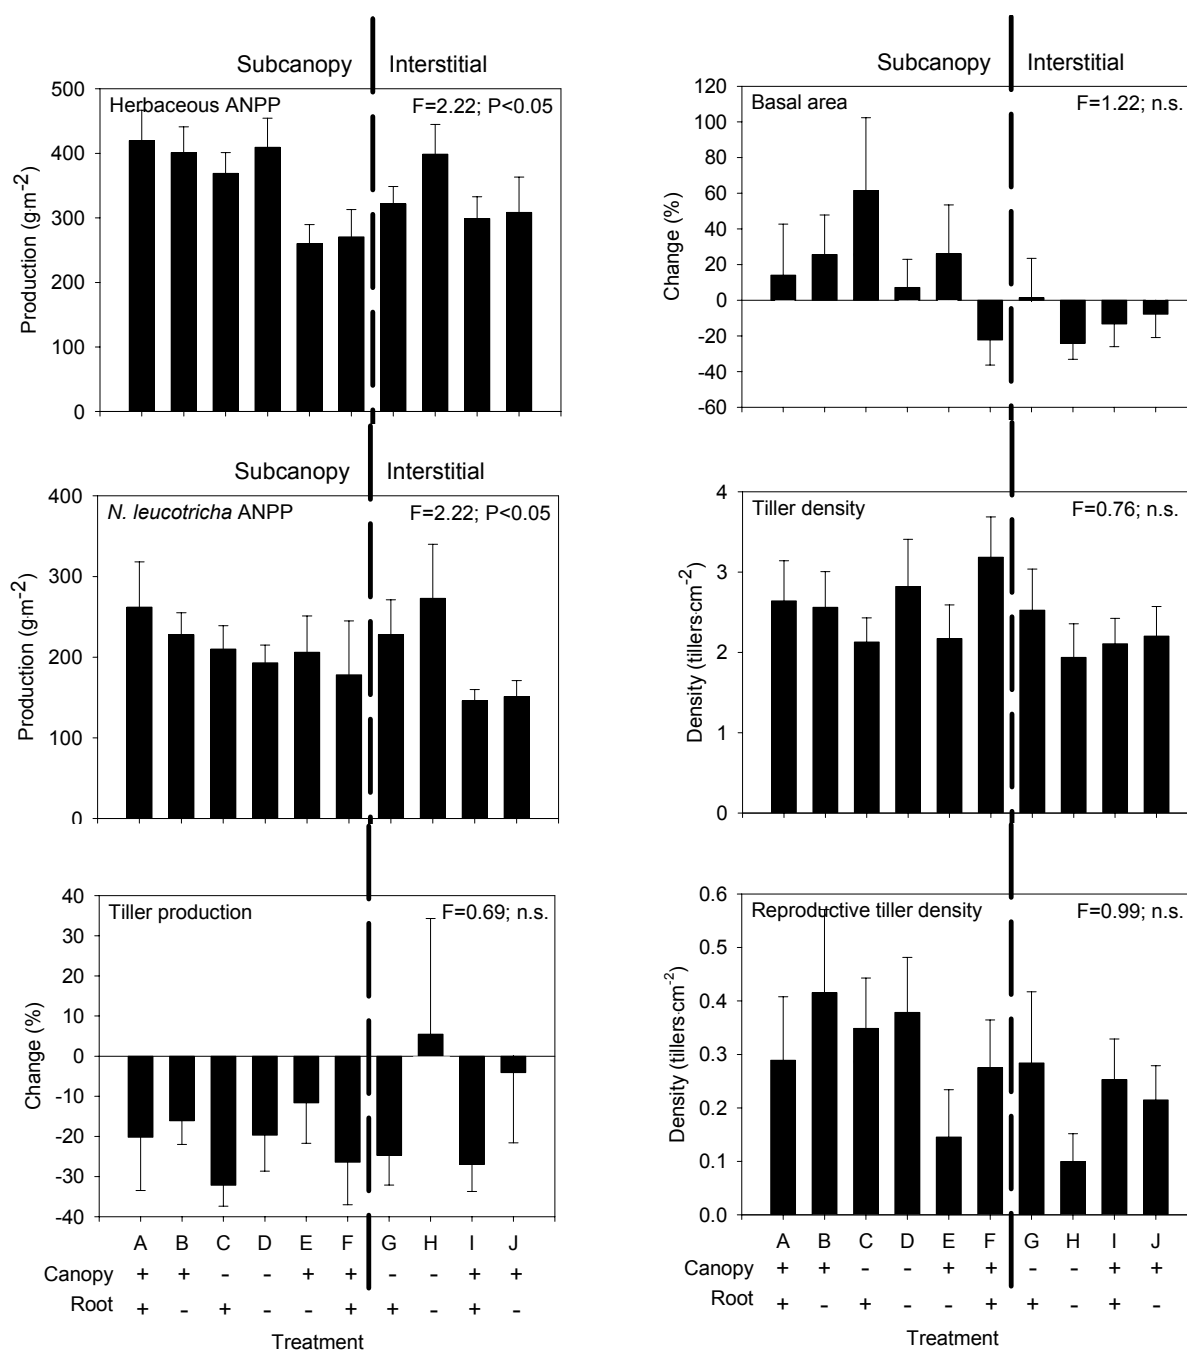 Subcanopy Interstitial
Herbaceous ANPP F=2.22; P<0.05
500
400
300
200
100
0
Production (g·m-2)
Subcanopy Interstitial
N. leucotricha ANPP F=2.22; P<0.05
400
300
200
100
0
Production (g·m-2)
Tiller production F=0.69; n.s.
40
30
20
10
0
-10
-20
-30
-40
Change (%)
A B C D E F G H I J
Canopy + + - - + + - - + +
Root + - + - - + + - + -
Treatment
Subcanopy Interstitial
Basal area F=1.22; n.s.
120
100
80
60
40
20
0
-20
-40
-60
Change (%)
Tiller density F=0.76; n.s.
4
3
2
1
0
Density (tillers·cm-2)
Reproductive tiller density F=0.99; n.s.
0.6
0.5
0.4
0.3
0.2
0.1
0.0
Density (tillers·cm-2)
A B C D E F G H I J
Canopy + + - - + + - - + +
Root + - + - - + + - + -
Treatment